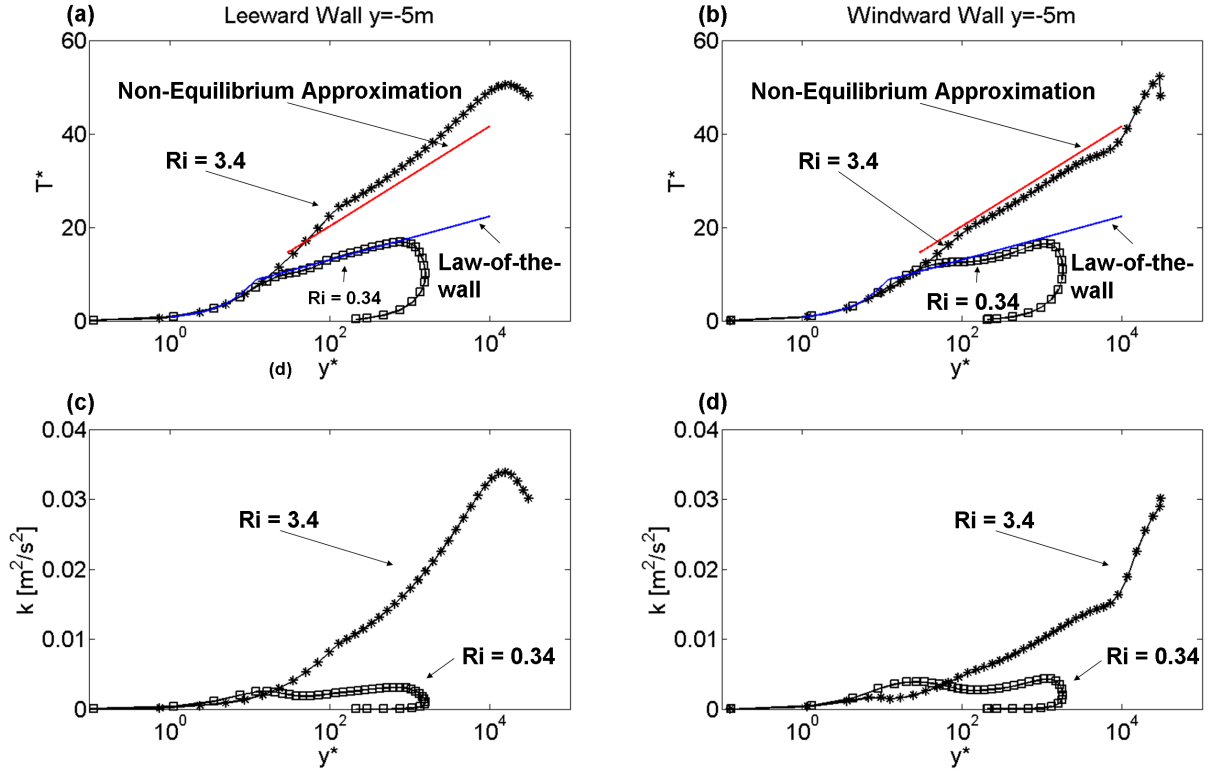 (a)
Leeward Wall y=-5m
60
40
20
0
T*
Non-Equilibrium Approximation
Ri = 3.4
Ri = 0.34
Law-of-the-
wall
10^0
10^2
10^4
y*
(d)
(b)
Windward Wall y=-5m
60
40
20
0
T*
Non-Equilibrium Approximation
Ri = 3.4
Ri = 0.34
Law-of-the-
wall
10^0
10^2
10^4
y*
(c)
0.04
0.03
0.02
0.01
0
k [m^2/s^2]
Ri = 3.4
Ri = 0.34
10^0
10^2
10^4
y*
(d)
0.04
0.03
0.02
0.01
0
k [m^2/s^2]
Ri = 3.4
Ri = 0.34
10^0
10^2
10^4
y*